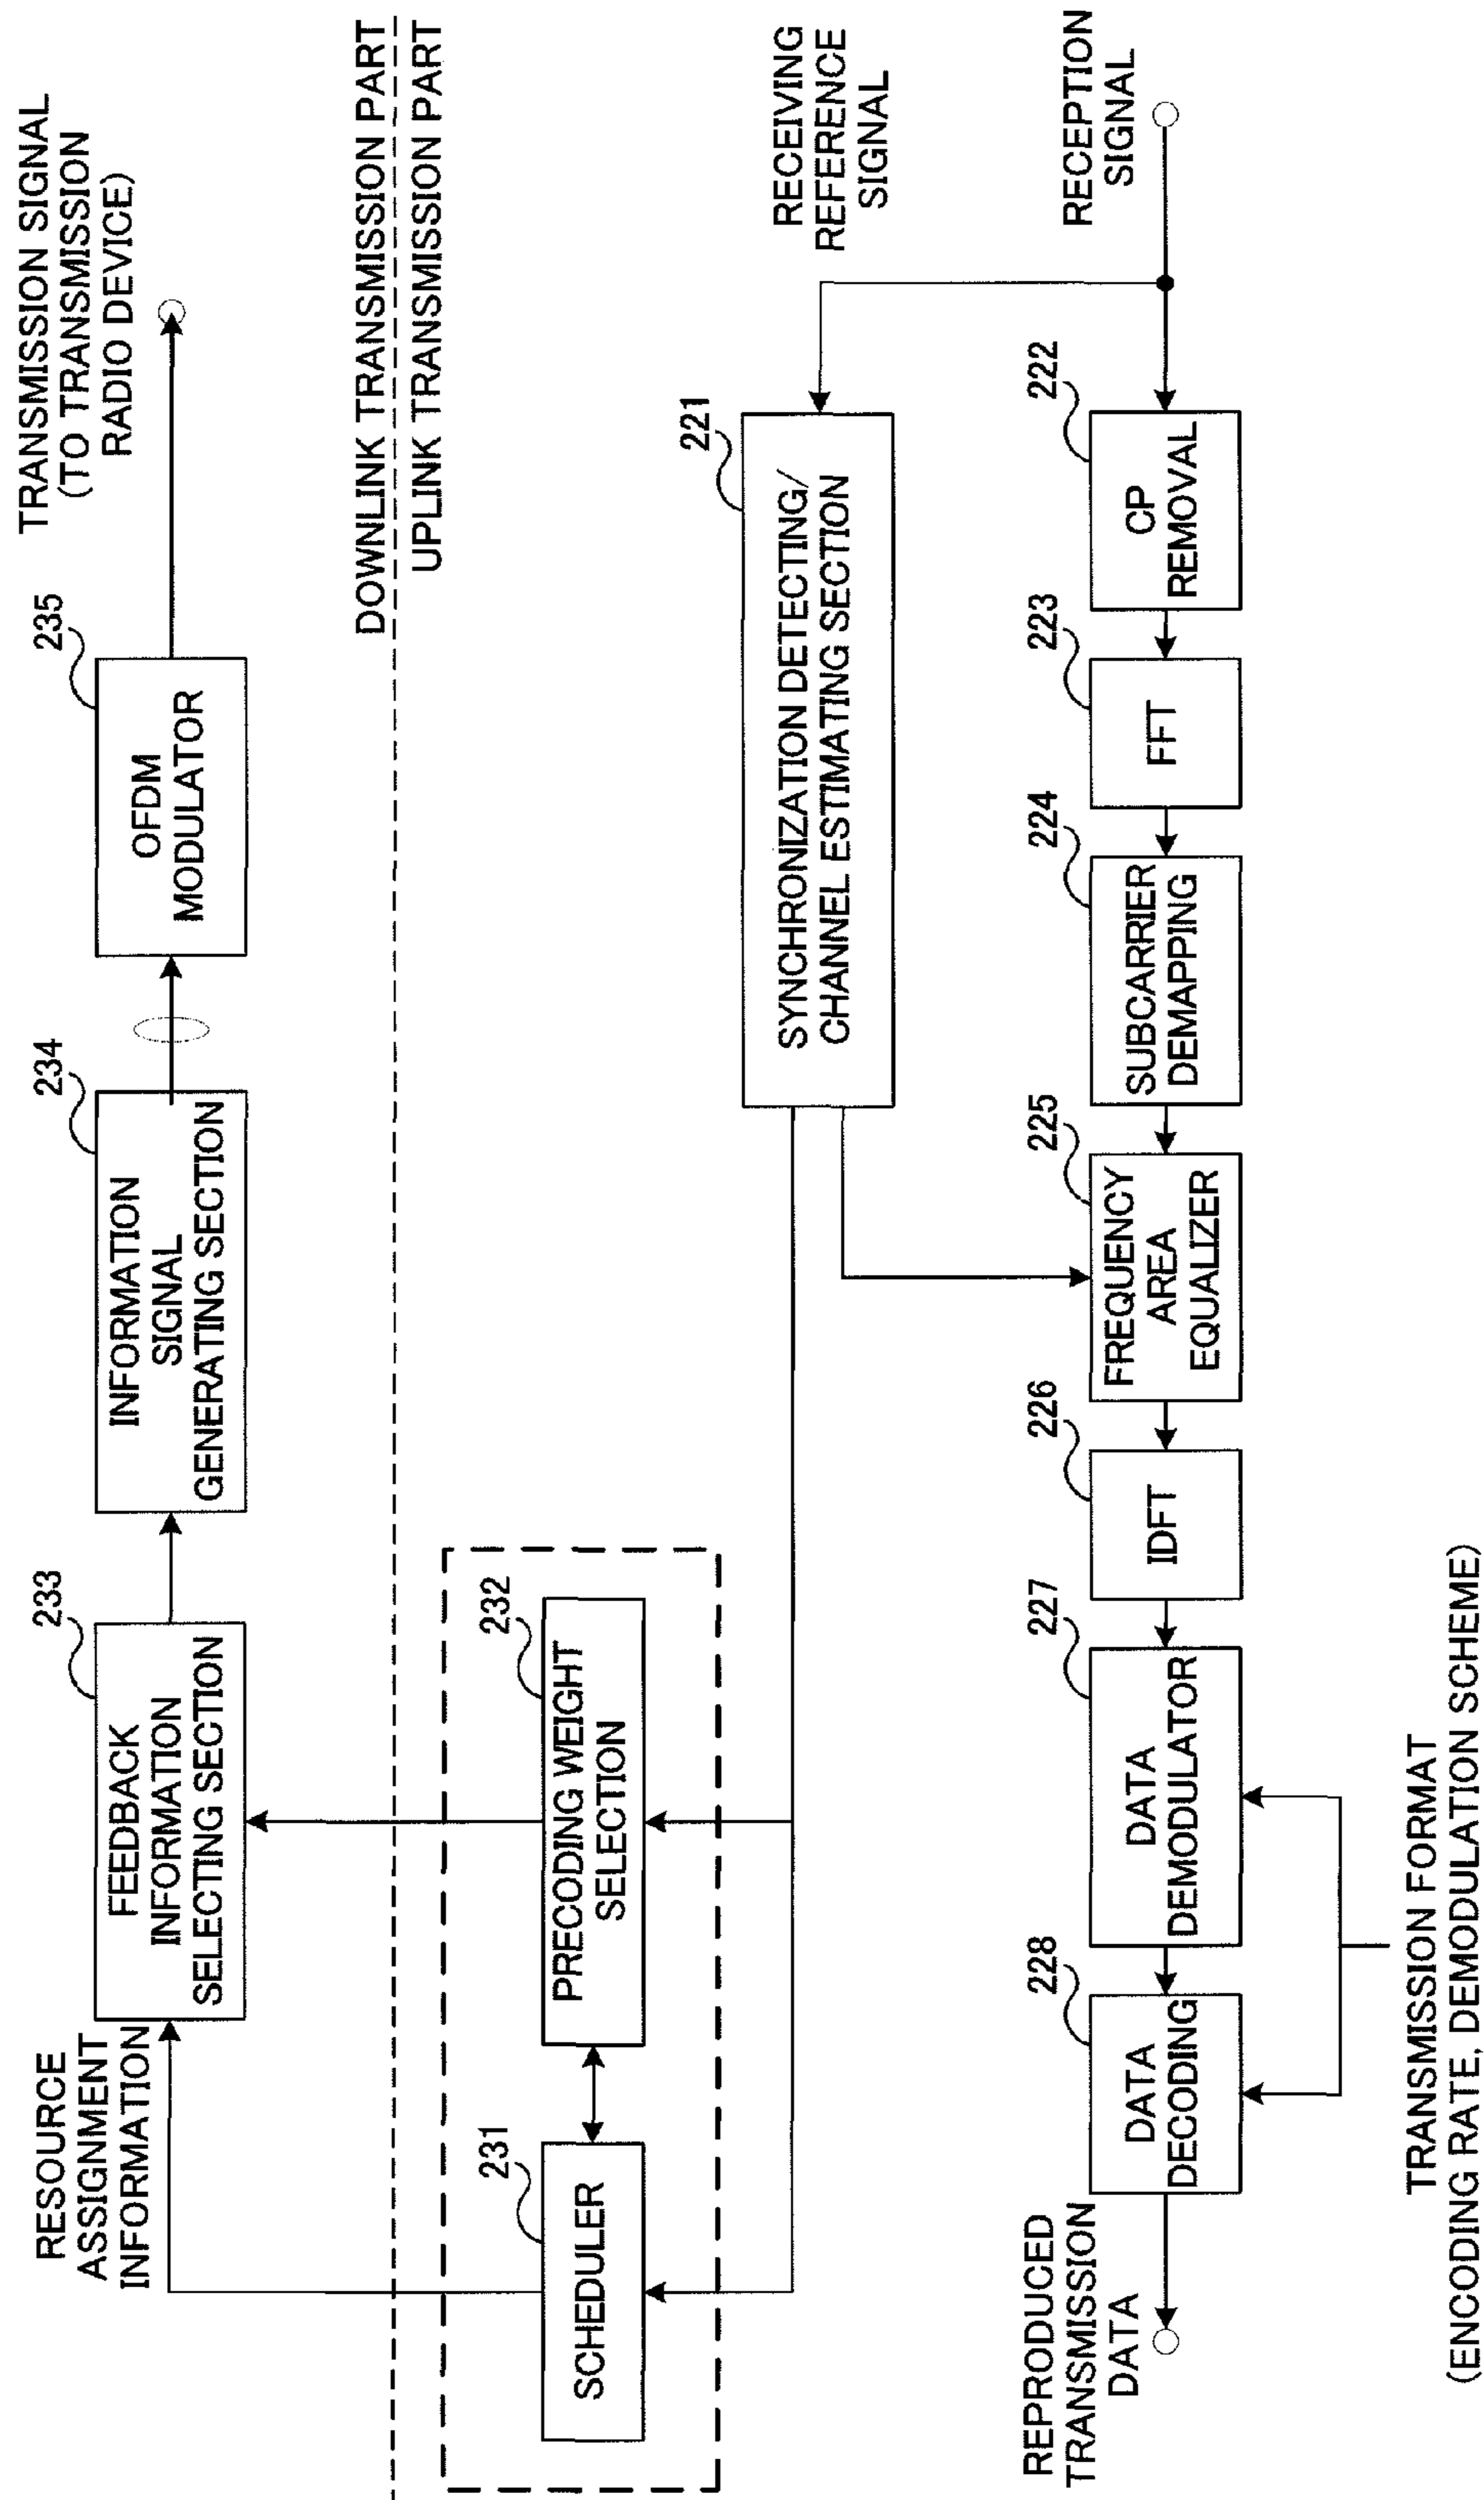 TRANSMISSION SIGNAL
(TO TRANSMISSION
RADIO DEVICE)
235
OFDM
MODULATOR
234
INFORMATION
SIGNAL
GENERATING SECTION
233
FEEDBACK
INFORMATION
SELECTING SECTION
RESOURCE
ASSIGNMENT
INFORMATION
DOWNLINK TRANSMISSION PART
UPLINK TRANSMISSION PART
232
PRECODING WEIGHT
SELECTION
231
SCHEDULER
221
SYNCHRONIZATION DETECTING/
CHANNEL ESTIMATING SECTION
RECEIVING
REFERENCE
SIGNAL
RECEPTION
SIGNAL
222
CP
REMOVAL
223
FFT
224
SUBCARRIER
DEMAPPING
225
FREQUENCY
AREA
EQUALIZER
226
IDFT
227
DATA
DEMODULATOR
228
DATA
DECODING
REPRODUCED
TRANSMISSION
DATA
TRANSMISSION FORMAT
(ENCODING RATE, DEMODULATION SCHEME)